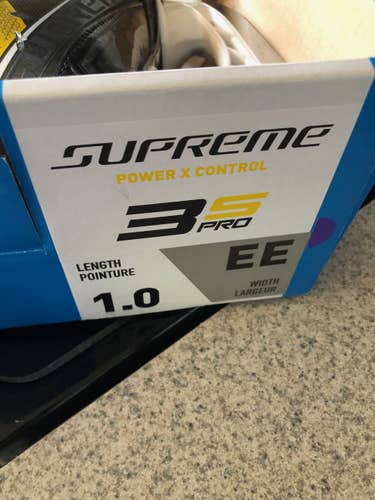 SUPREME
POWER X CONTROL
3S
PRO
LENGTH
POINTURE
1.0
EE
WIDTH
LARGEUR